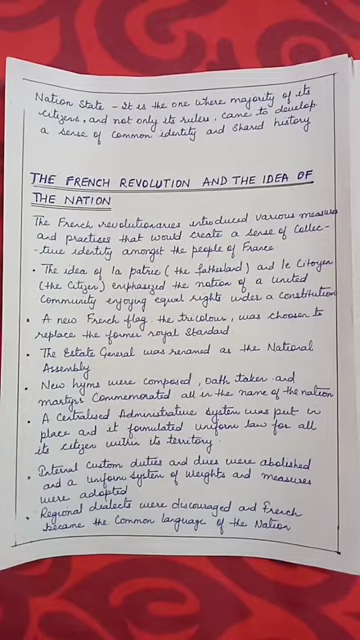 Nation State - It is the one where majority of its
citizens, and not only its rulers, came to develop
a sense of common identity and shared history
THE FRENCH REVOLUTION AND THE IDEA OF
THE NATION
The French revolutionaries introduced various measures
and practises that would create a sense of Collec-
-tive identity amongst the people of France
• The idea of la patrie (the fatherland) and le Citoyen
(the Citizen) emphasized the notion of a united
Community enjoying equal rights under a constitution
• A new French flag, the tricolour, was choosen to
replace the former royal Standard
• The Estate General was renamed as the National
Assembly
• New hyms were composed, Oath taken and
martyrs Commemorated all in the name of the nation
• A Centralised Administrative System was put in
place and it formulated uniform law for all
its citizen within its territory.
• Internal custom duties and dues were abolished
and a uniform system of weights and measures
were adopted
• Regional dialects were discouraged and French
became the Common language of the Nation